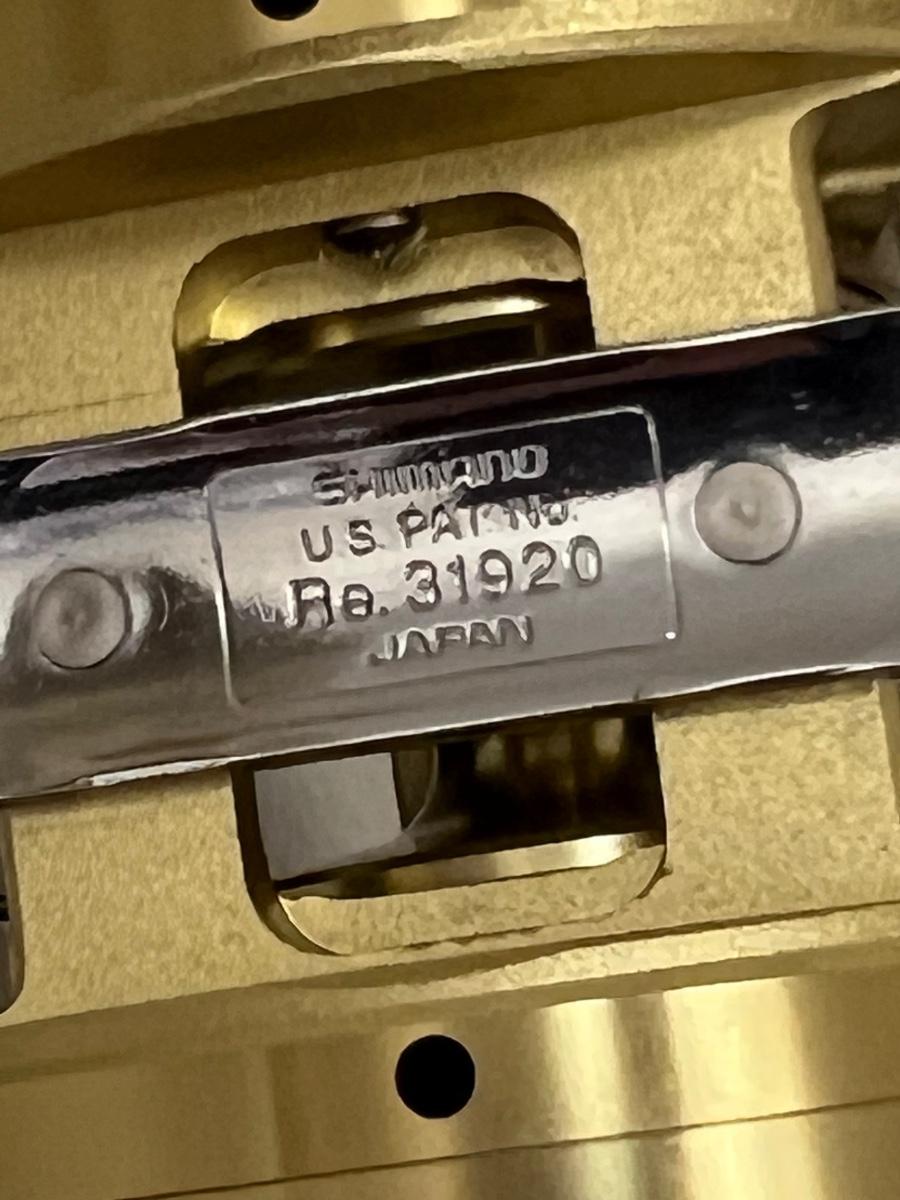 SHIMANO
U.S. PAT. No.
Re. 31920
JAPAN